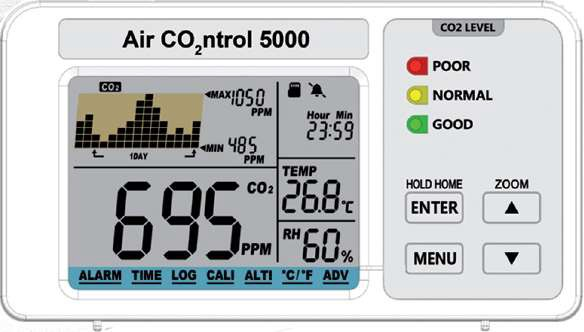 Air CO2ntrol 5000
CO2 LEVEL
POOR
NORMAL
GOOD
CO2
MAX 1050
PPM
MIN 485
PPM
1DAY
Hour Min
23:59
695 CO2
PPM
TEMP
26.8°C
RH
60%
ALARM TIME LOG CALI ALTI °C/°F ADV
HOLD HOME
ENTER
ZOOM
▲
MENU
▼